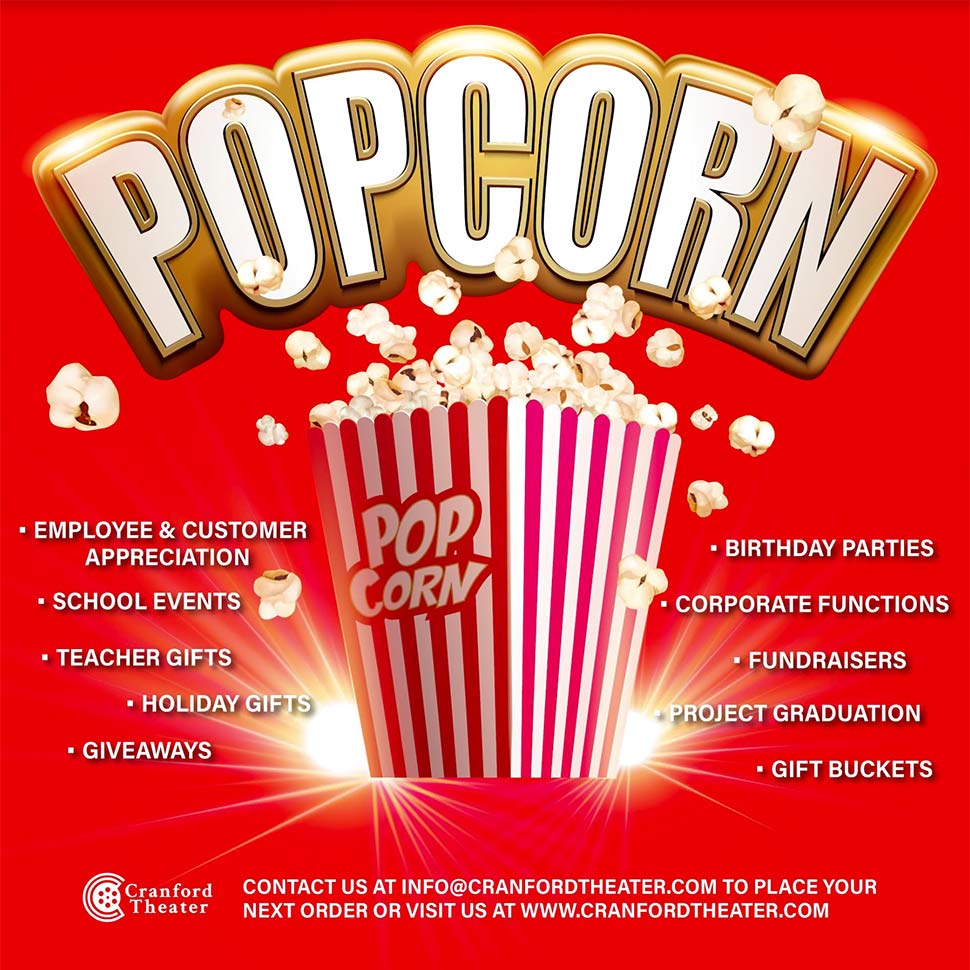 POPCORN
POP
CORN
▪ EMPLOYEE & CUSTOMER
APPRECIATION
▪ SCHOOL EVENTS
▪ TEACHER GIFTS
▪ HOLIDAY GIFTS
▪ GIVEAWAYS
▪ BIRTHDAY PARTIES
▪ CORPORATE FUNCTIONS
▪ FUNDRAISERS
▪ PROJECT GRADUATION
▪ GIFT BUCKETS
Cranford
Theater
CONTACT US AT INFO@CRANFORDTHEATER.COM TO PLACE YOUR
NEXT ORDER OR VISIT US AT WWW.CRANFORDTHEATER.COM